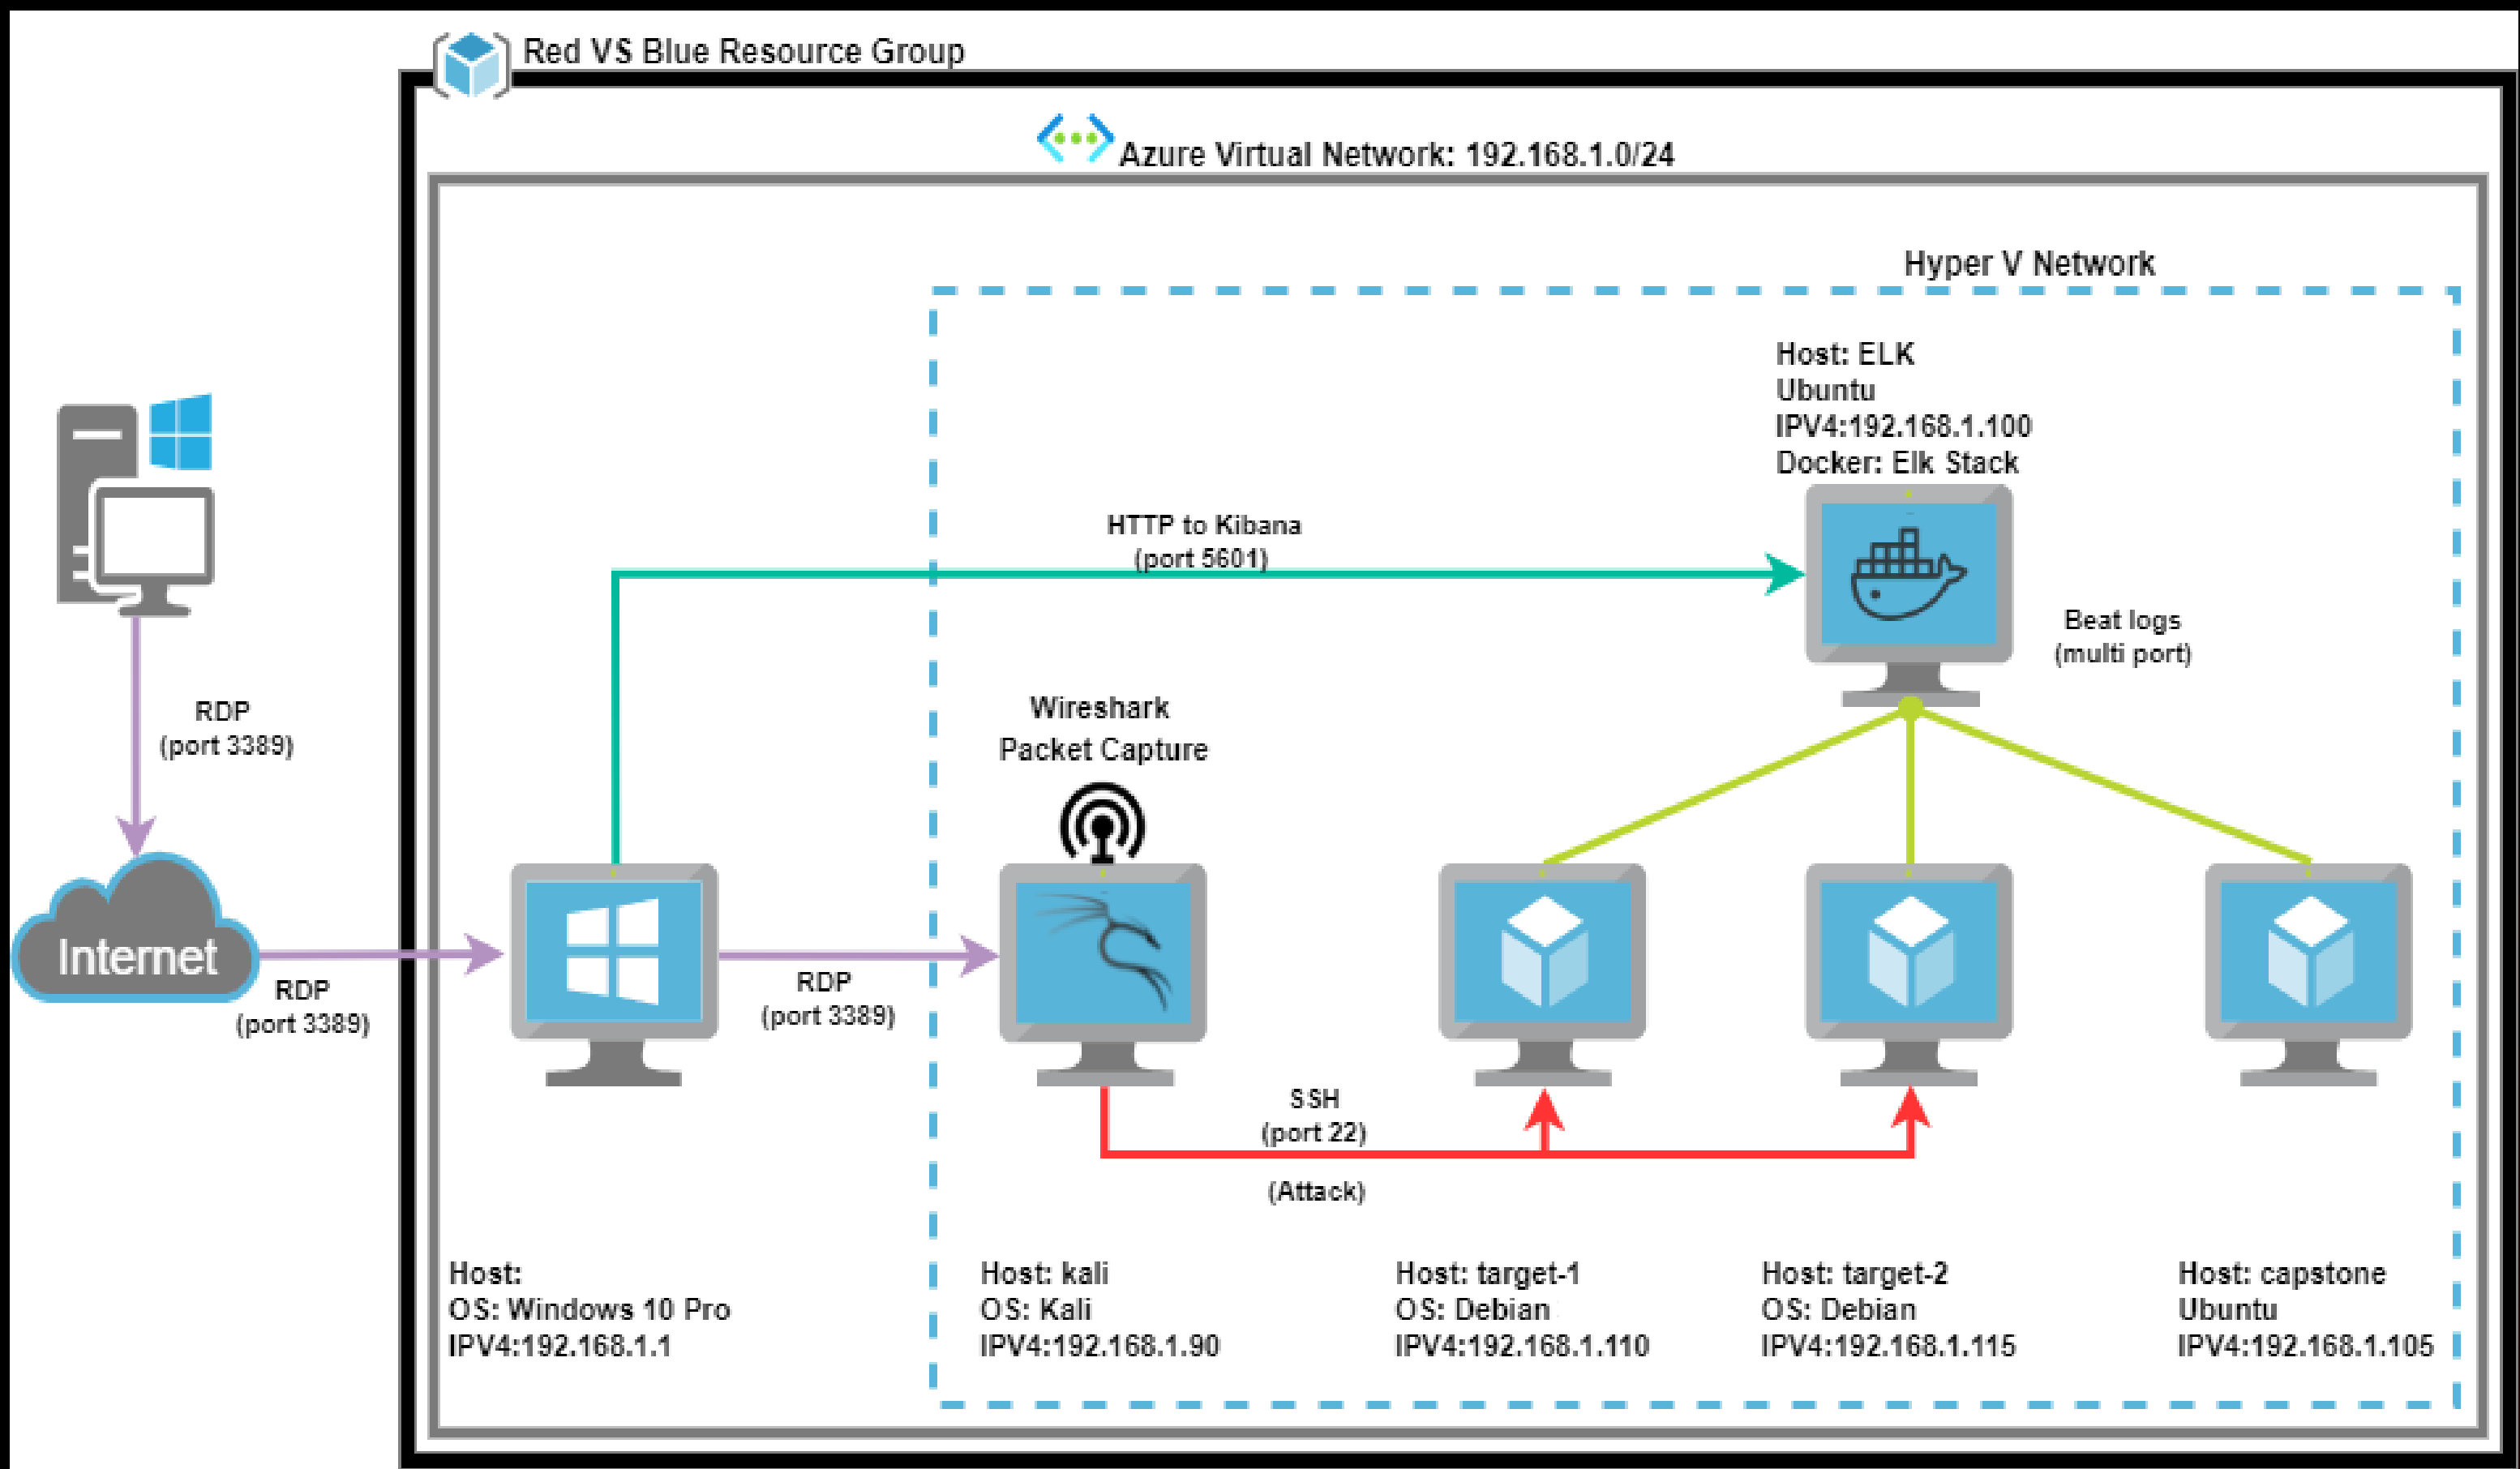 Red VS Blue Resource Group
Azure Virtual Network: 192.168.1.0/24
Hyper V Network
Host: ELK
Ubuntu
IPV4:192.168.1.100
Docker: Elk Stack
HTTP to Kibana
(port 5601)
Beat logs
(multi port)
Wireshark
Packet Capture
RDP
(port 3389)
Internet
RDP
(port 3389)
RDP
(port 3389)
SSH
(port 22)
(Attack)
Host:
OS: Windows 10 Pro
IPV4:192.168.1.1
Host: kali
OS: Kali
IPV4:192.168.1.90
Host: target-1
OS: Debian
IPV4:192.168.1.110
Host: target-2
OS: Debian
IPV4:192.168.1.115
Host: capstone
Ubuntu
IPV4:192.168.1.105